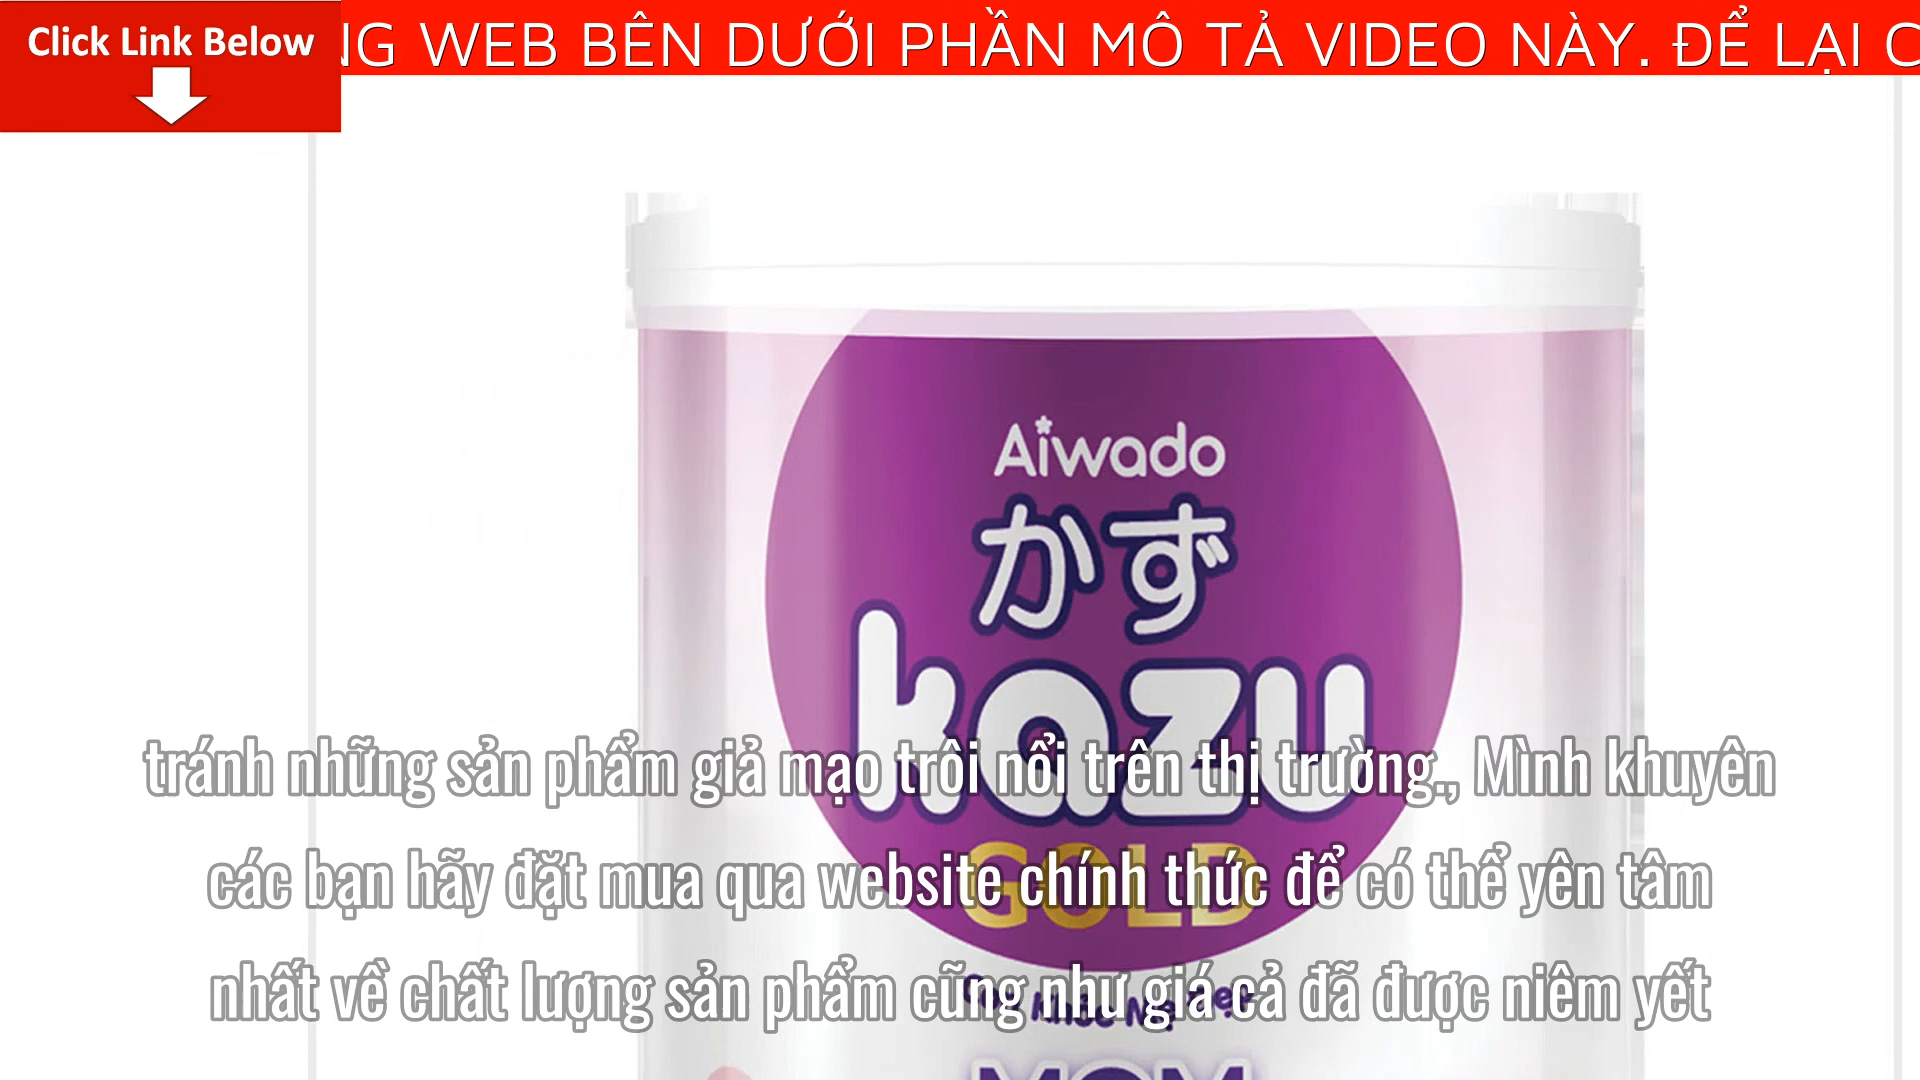 Click Link Below
NG WEB BÊN DƯỚI PHẦN MÔ TẢ VIDEO NÀY. ĐỂ LẠI C
Aiwado
かず
kazu
tránh những sản phẩm giả mạo trôi nổi trên thị trường., Mình khuyên
GOLD
các bạn hãy đặt mua qua website chính thức để có thể yên tâm
nhất về chất lượng sản phẩm cũng như giá cả đã được niêm yết
MOM